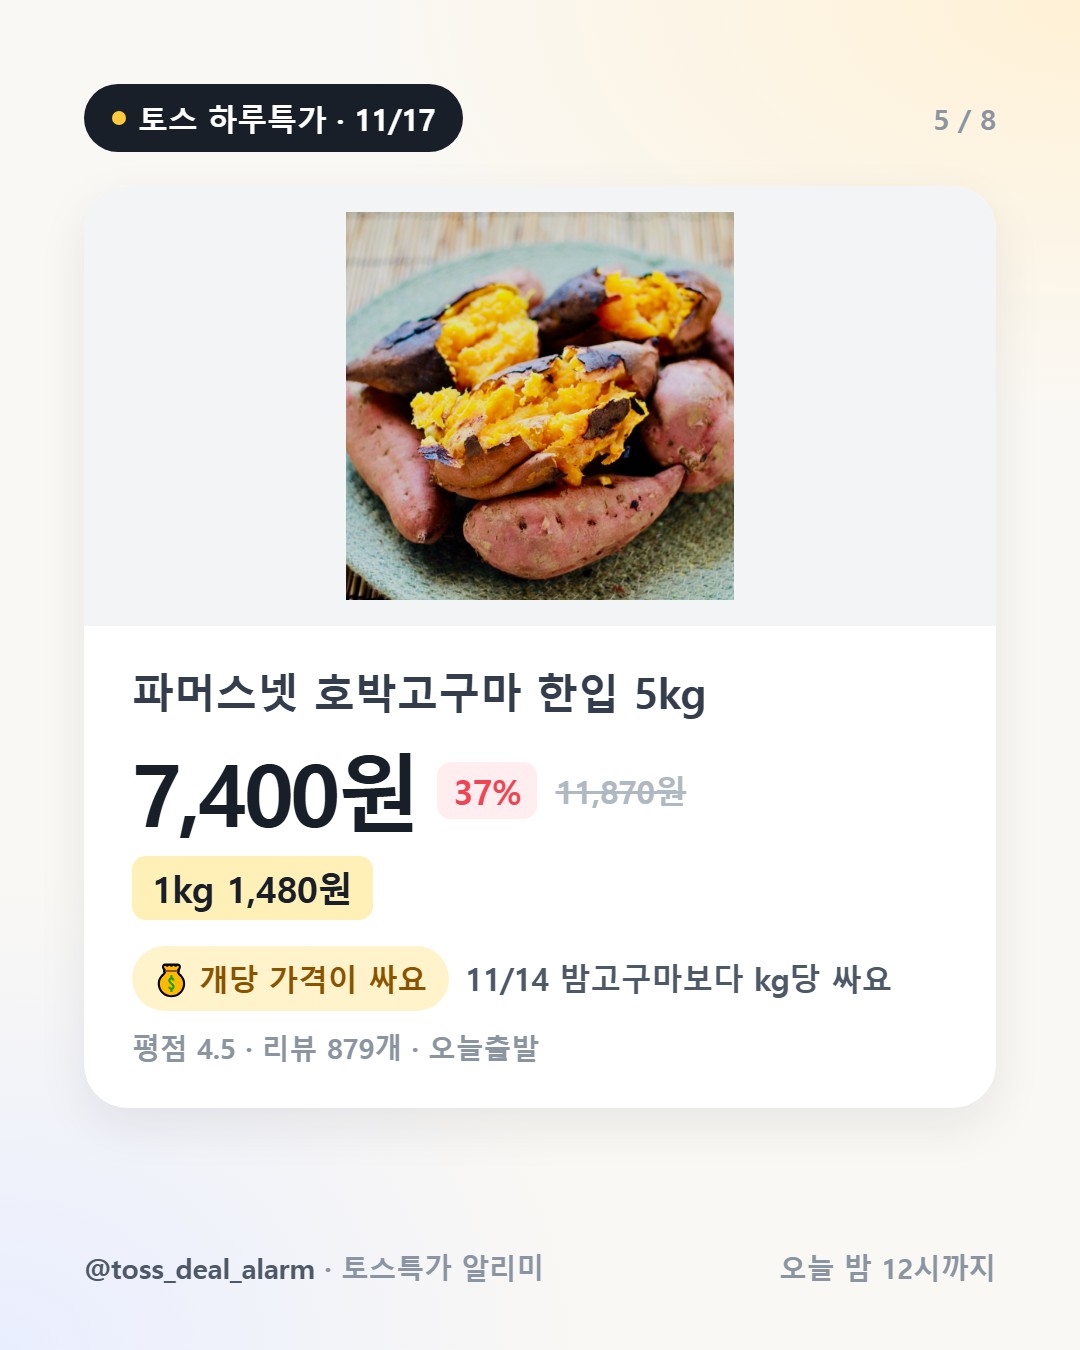 토스 하루특가 · 11/17
5 / 8
파머스넷 호박고구마 한입 5kg
7,400원 37% 11,870원
1kg 1,480원
개당 가격이 싸요 11/14 밤고구마보다 kg당 싸요
평점 4.5 · 리뷰 879개 · 오늘출발
@toss_deal_alarm · 토스특가 알리미
오늘 밤 12시까지